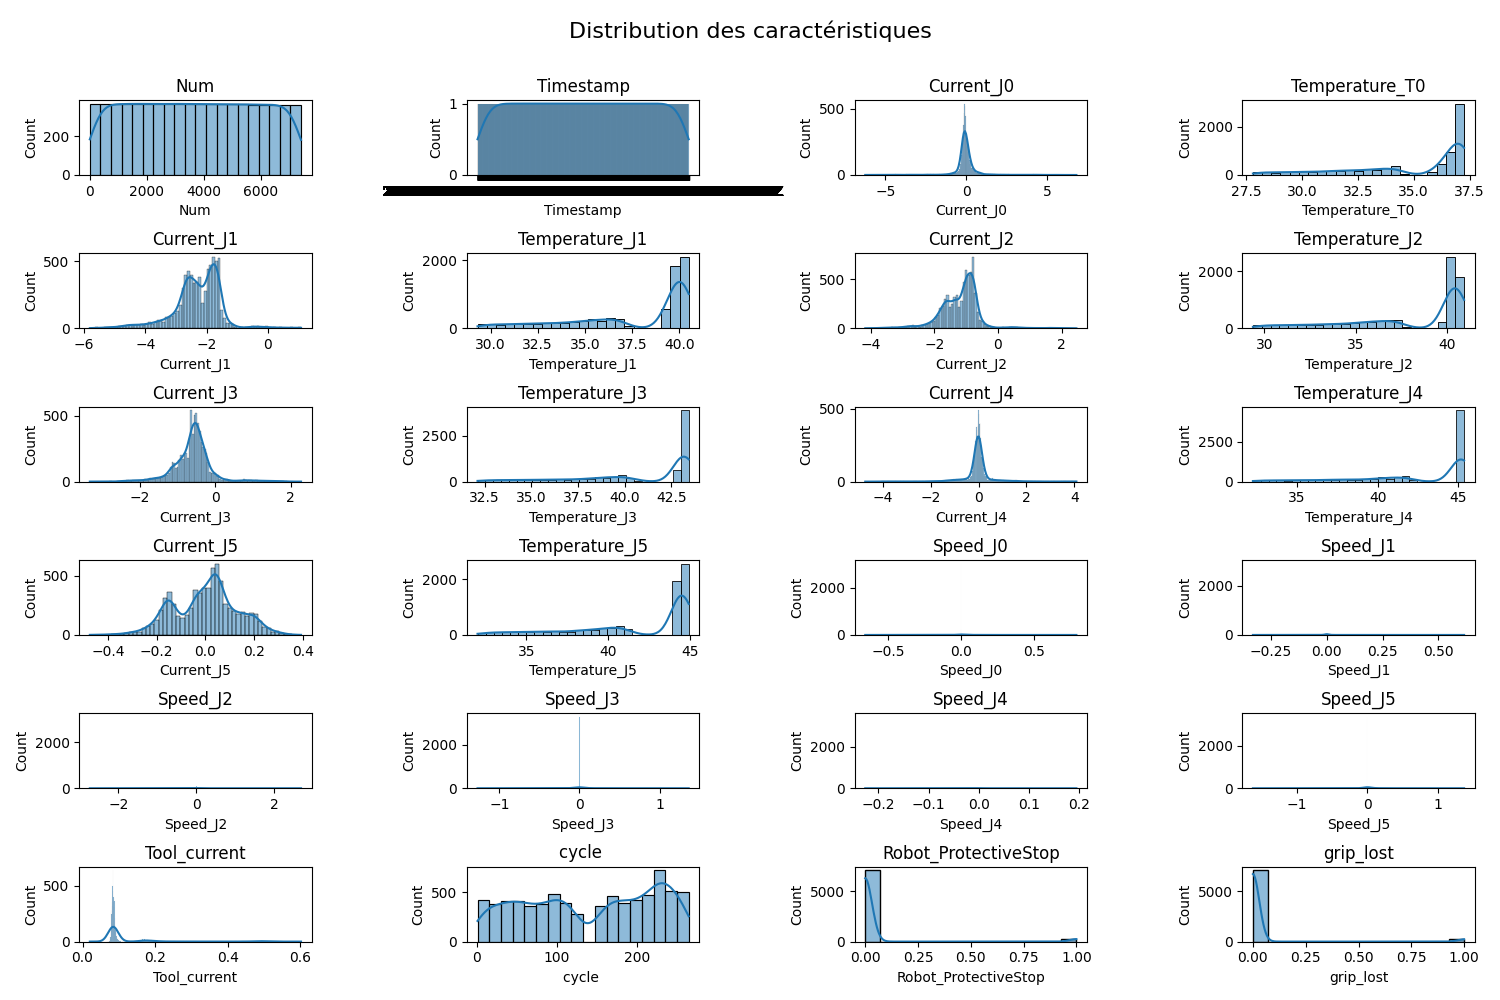 Distribution des caractéristiques
Num
Timestamp
Current_J0
Temperature_T0
Count
200
0
0 2000 4000 6000
Num
Count
1
0
Timestamp
Count
500
0
−5 0 5
Current_J0
Count
2000
0
27.5 30.0 32.5 35.0 37.5
Temperature_T0
Current_J1
Temperature_J1
Current_J2
Temperature_J2
Count
500
0
−6 −4 −2 0
Current_J1
Count
2000
0
30.0 32.5 35.0 37.5 40.0
Temperature_J1
Count
500
0
−4 −2 0 2
Current_J2
Count
2000
0
30 35 40
Temperature_J2
Current_J3
Temperature_J3
Current_J4
Temperature_J4
Count
500
0
−2 0 2
Current_J3
Count
2500
0
32.5 35.0 37.5 40.0 42.5
Temperature_J3
Count
500
0
−4 −2 0 2 4
Current_J4
Count
2500
0
35 40 45
Temperature_J4
Current_J5
Temperature_J5
Speed_J0
Speed_J1
Count
500
0
−0.4 −0.2 0.0 0.2 0.4
Current_J5
Count
2000
0
35 40 45
Temperature_J5
Count
2000
0
−0.5 0.0 0.5
Speed_J0
Count
2000
0
−0.25 0.00 0.25 0.50
Speed_J1
Speed_J2
Speed_J3
Speed_J4
Speed_J5
Count
2000
0
−2 0 2
Speed_J2
Count
2000
0
−1 0 1
Speed_J3
Count
2000
0
−0.2 −0.1 0.0 0.1 0.2
Speed_J4
Count
2000
0
−1 0 1
Speed_J5
Tool_current
cycle
Robot_ProtectiveStop
grip_lost
Count
500
0
0.0 0.2 0.4 0.6
Tool_current
Count
500
0
0 100 200
cycle
Count
5000
0
0.00 0.25 0.50 0.75 1.00
Robot_ProtectiveStop
Count
5000
0
0.00 0.25 0.50 0.75 1.00
grip_lost